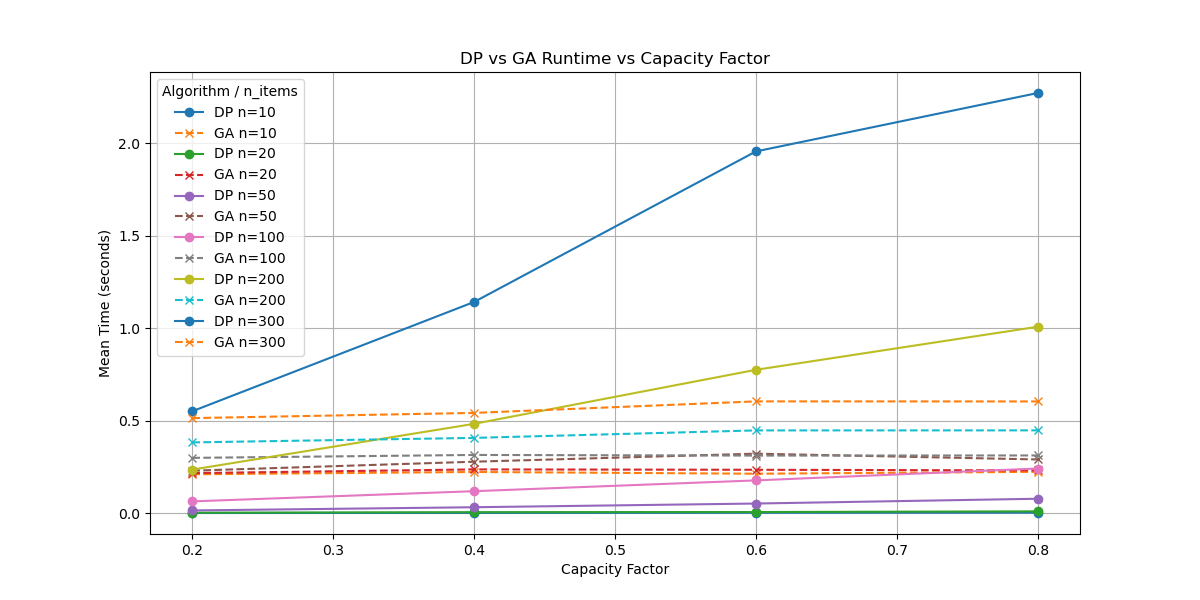 DP vs GA Runtime vs Capacity Factor
Algorithm / n_items
DP n=10
GA n=10
DP n=20
GA n=20
DP n=50
GA n=50
DP n=100
GA n=100
DP n=200
GA n=200
DP n=300
GA n=300
Mean Time (seconds)
2.0
1.5
1.0
0.5
0.0
0.2 0.3 0.4 0.5 0.6 0.7 0.8
Capacity Factor